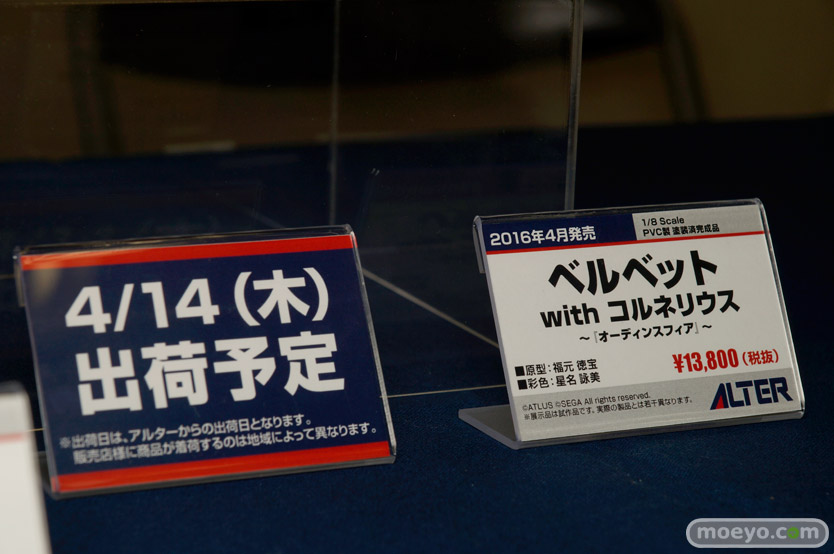 4/14（木）
出荷予定
※出荷日は、アルターからの出荷日となります。
販売店様に商品が着荷するのは地域によって異なります。
2016年4月発売
1/8 Scale
PVC製 塗装済完成品
ベルベット
with コルネリウス
～『オーディンスフィア』～
■原型：福元 徳宝
■彩色：星名 詠美
¥13,800（税抜）
©ATLUS ©SEGA All rights reserved.
※展示品は試作品です。実際の製品とは若干異なります。
ALTER
moeyo.com